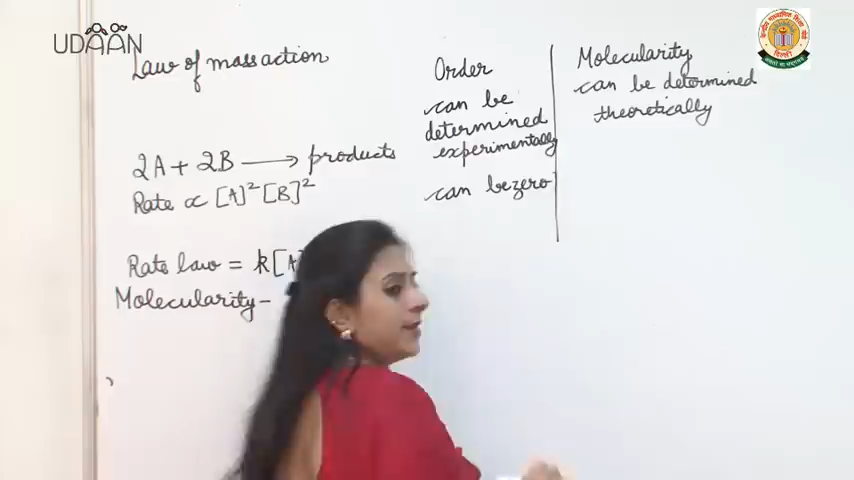 UDAAN
Law of mass action
2A + 2B ⟶ products
Rate ∝ [A]² [B]²
Rate law = k[A]
Molecularity -
Order
can be
determined
experimentally
can be zero
Molecularity
can be determined
theoretically